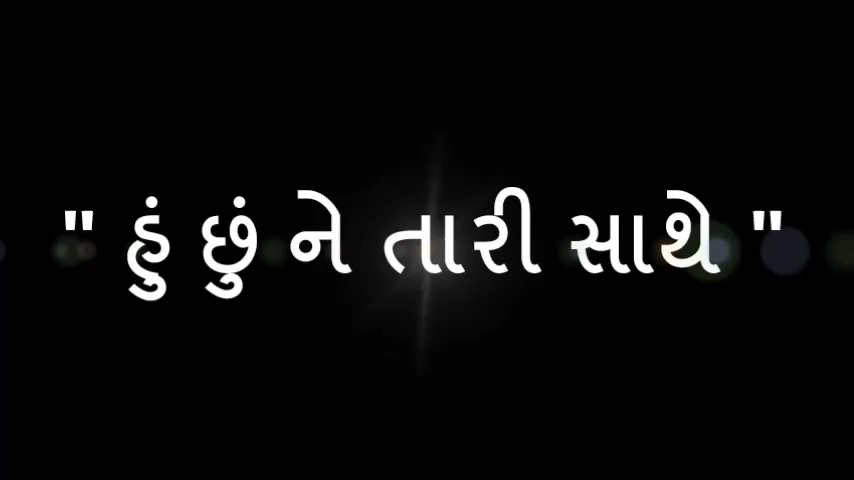 " હું છું ને તારી સાથે "